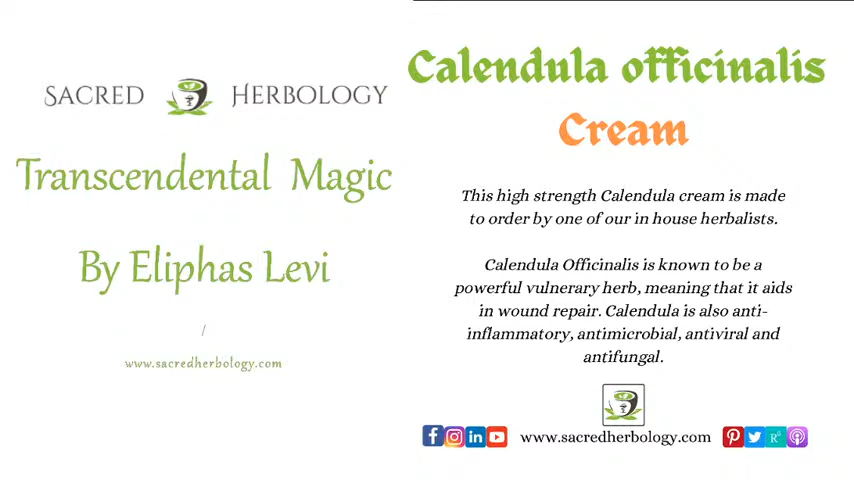 SACRED HERBOLOGY
Transcendental Magic
By Eliphas Levi
/
www.sacredherbology.com
Calendula officinalis
Cream
This high strength Calendula cream is made
to order by one of our in house herbalists.
Calendula Officinalis is known to be a
powerful vulnerary herb, meaning that it aids
in wound repair. Calendula is also anti-
inflammatory, antimicrobial, antiviral and
antifungal.
www.sacredherbology.com